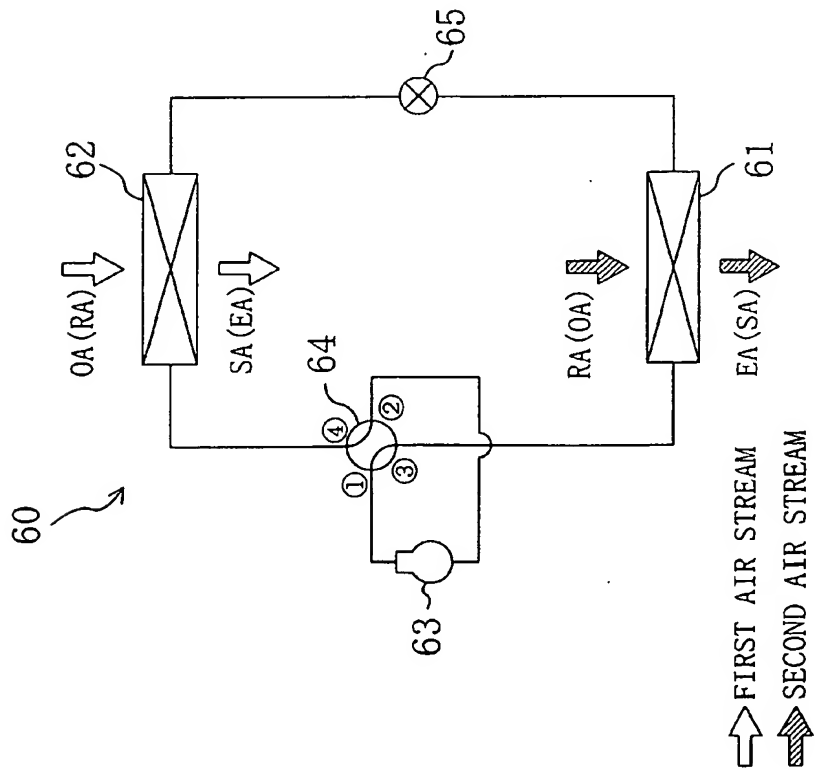 60
OA(RA)
62
SA(EA)
65
④
64
①
②
③
63
RA(OA)
61
EA(SA)
FIRST AIR STREAM
SECOND AIR STREAM